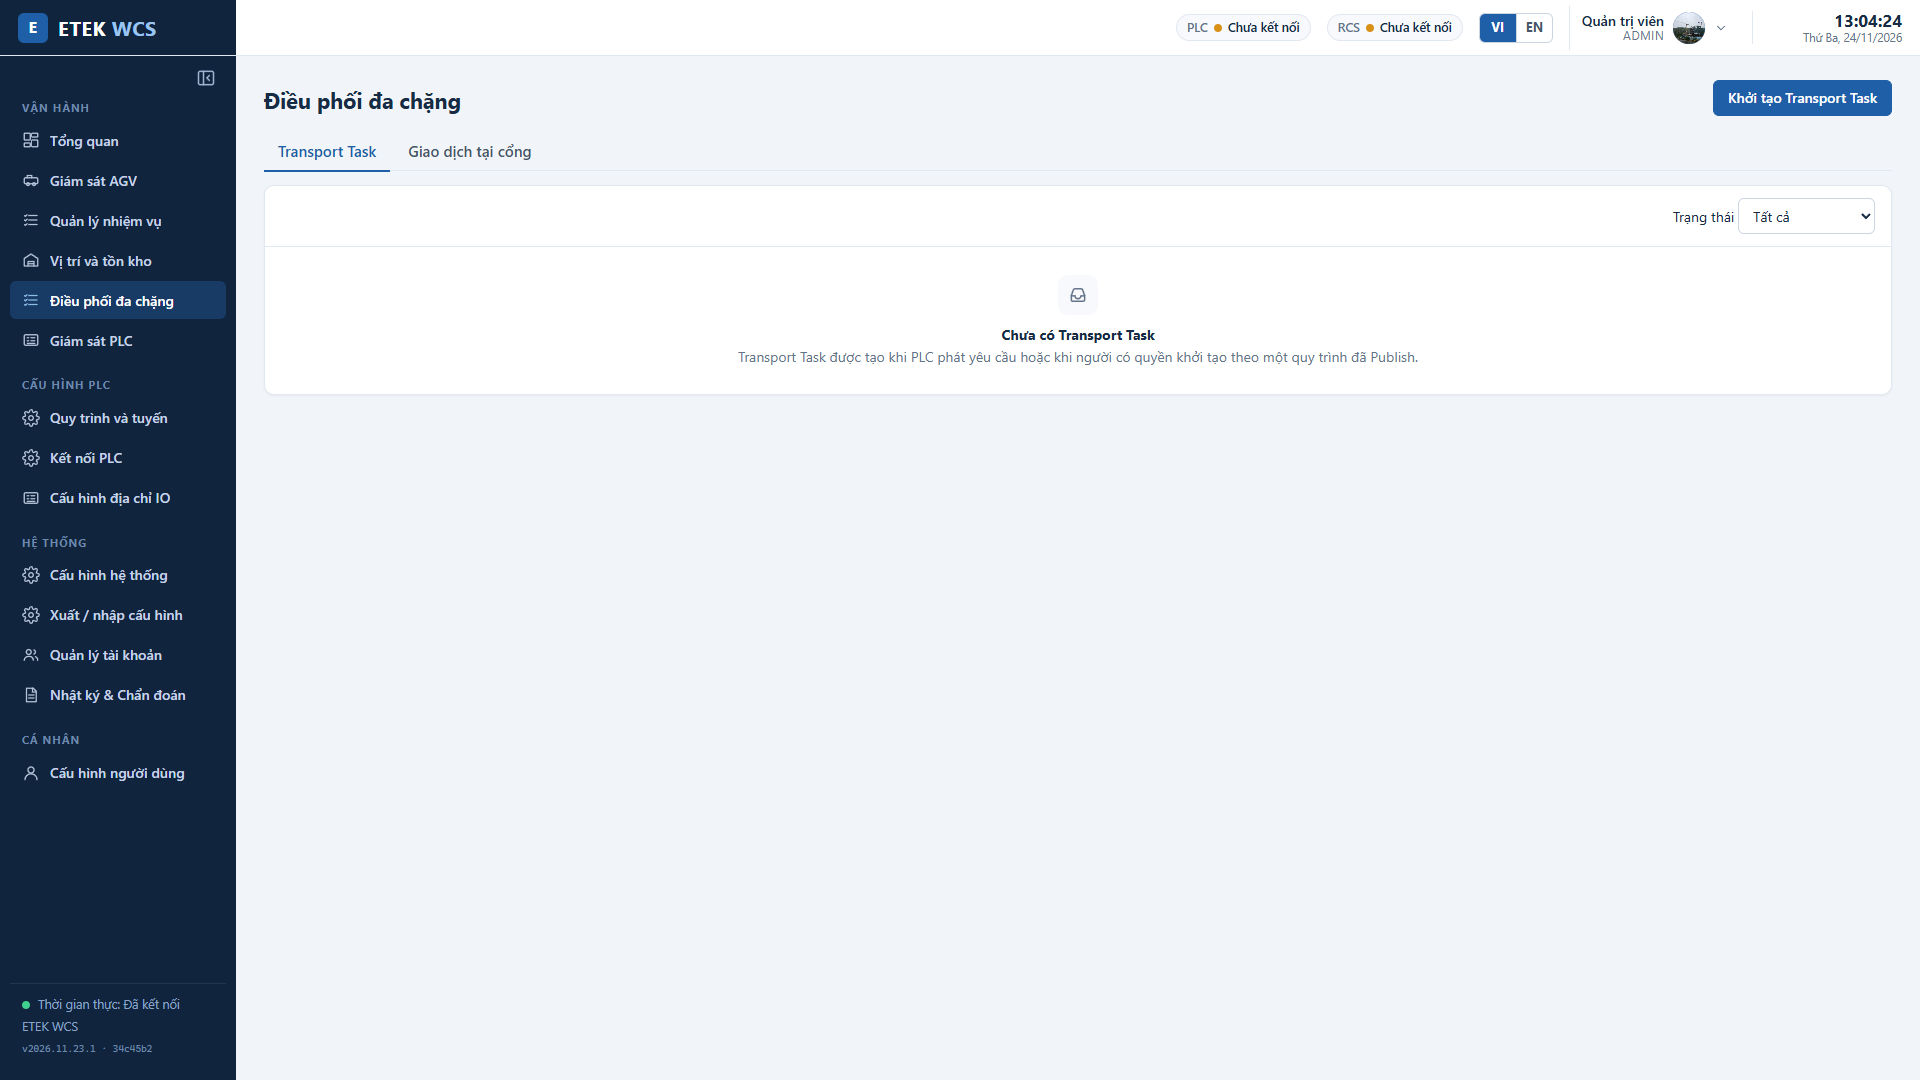 E ETEK WCS
PLC Chưa kết nối
RCS Chưa kết nối
VI EN
Quản trị viên
ADMIN
13:04:24
Thứ Ba, 24/11/2026
VẬN HÀNH
Tổng quan
Giám sát AGV
Quản lý nhiệm vụ
Vị trí và tồn kho
Điều phối đa chặng
Giám sát PLC
CẤU HÌNH PLC
Quy trình và tuyến
Kết nối PLC
Cấu hình địa chỉ IO
HỆ THỐNG
Cấu hình hệ thống
Xuất / nhập cấu hình
Quản lý tài khoản
Nhật ký & Chẩn đoán
CÁ NHÂN
Cấu hình người dùng
Thời gian thực: Đã kết nối
ETEK WCS
v2026.11.23.1 · 34c45b2
Điều phối đa chặng
Khởi tạo Transport Task
Transport Task
Giao dịch tại cổng
Trạng thái Tất cả
Chưa có Transport Task
Transport Task được tạo khi PLC phát yêu cầu hoặc khi người có quyền khởi tạo theo một quy trình đã Publish.